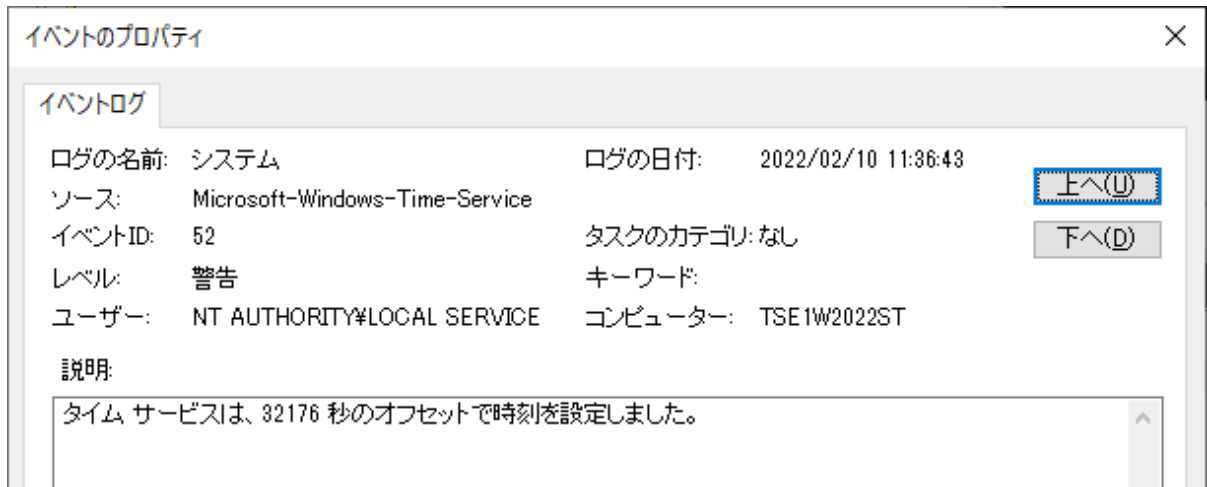 イベントのプロパティ
イベントログ
ログの名前: システム ログの日付: 2022/02/10 11:36:43
上へ(U)
ソース: Microsoft-Windows-Time-Service
イベントID: 52 タスクのカテゴリ: なし
下へ(D)
レベル: 警告 キーワード:
ユーザー: NT AUTHORITY¥LOCAL SERVICE コンピューター: TSE1W2022ST
説明:
タイム サービスは、32176 秒のオフセットで時刻を設定しました。